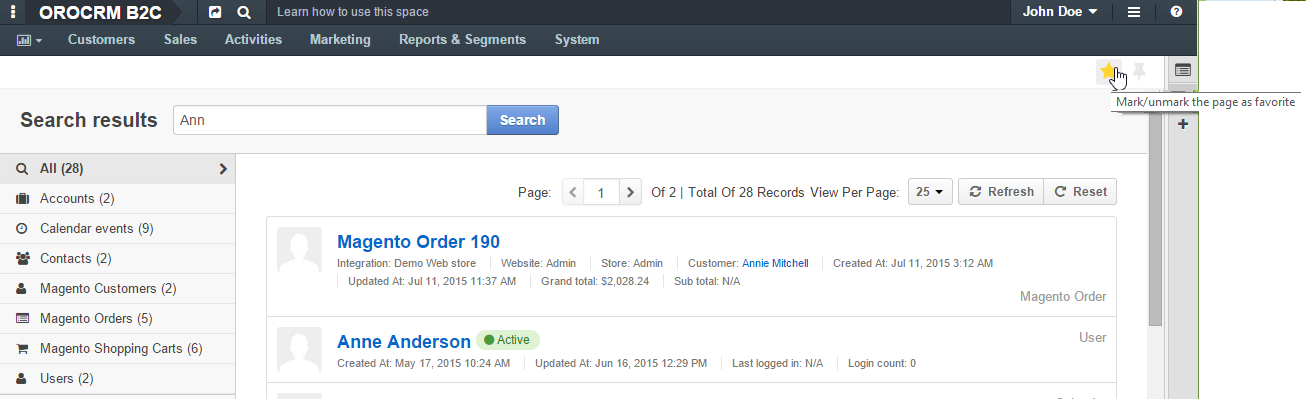 OROCRM B2C Learn how to use this space John Doe
Customers Sales Activities Marketing Reports & Segments System
Mark/unmark the page as favorite
Search results Ann Search
All (28)
Accounts (2)
Calendar events (9)
Contacts (2)
Magento Customers (2)
Magento Orders (5)
Magento Shopping Carts (6)
Users (2)
Page: 1 Of 2 | Total Of 28 Records View Per Page: 25 Refresh Reset
Magento Order 190
Integration: Demo Web store Website: Admin Store: Admin Customer: Annie Mitchell Created At: Jul 11, 2015 3:12 AM
Updated At: Jul 11, 2015 11:37 AM Grand total: $2,028.24 Sub total: N/A
Magento Order
Anne Anderson Active User
Created At: May 17, 2015 10:24 AM Updated At: Jun 16, 2015 12:29 PM Last logged in: N/A Login count: 0